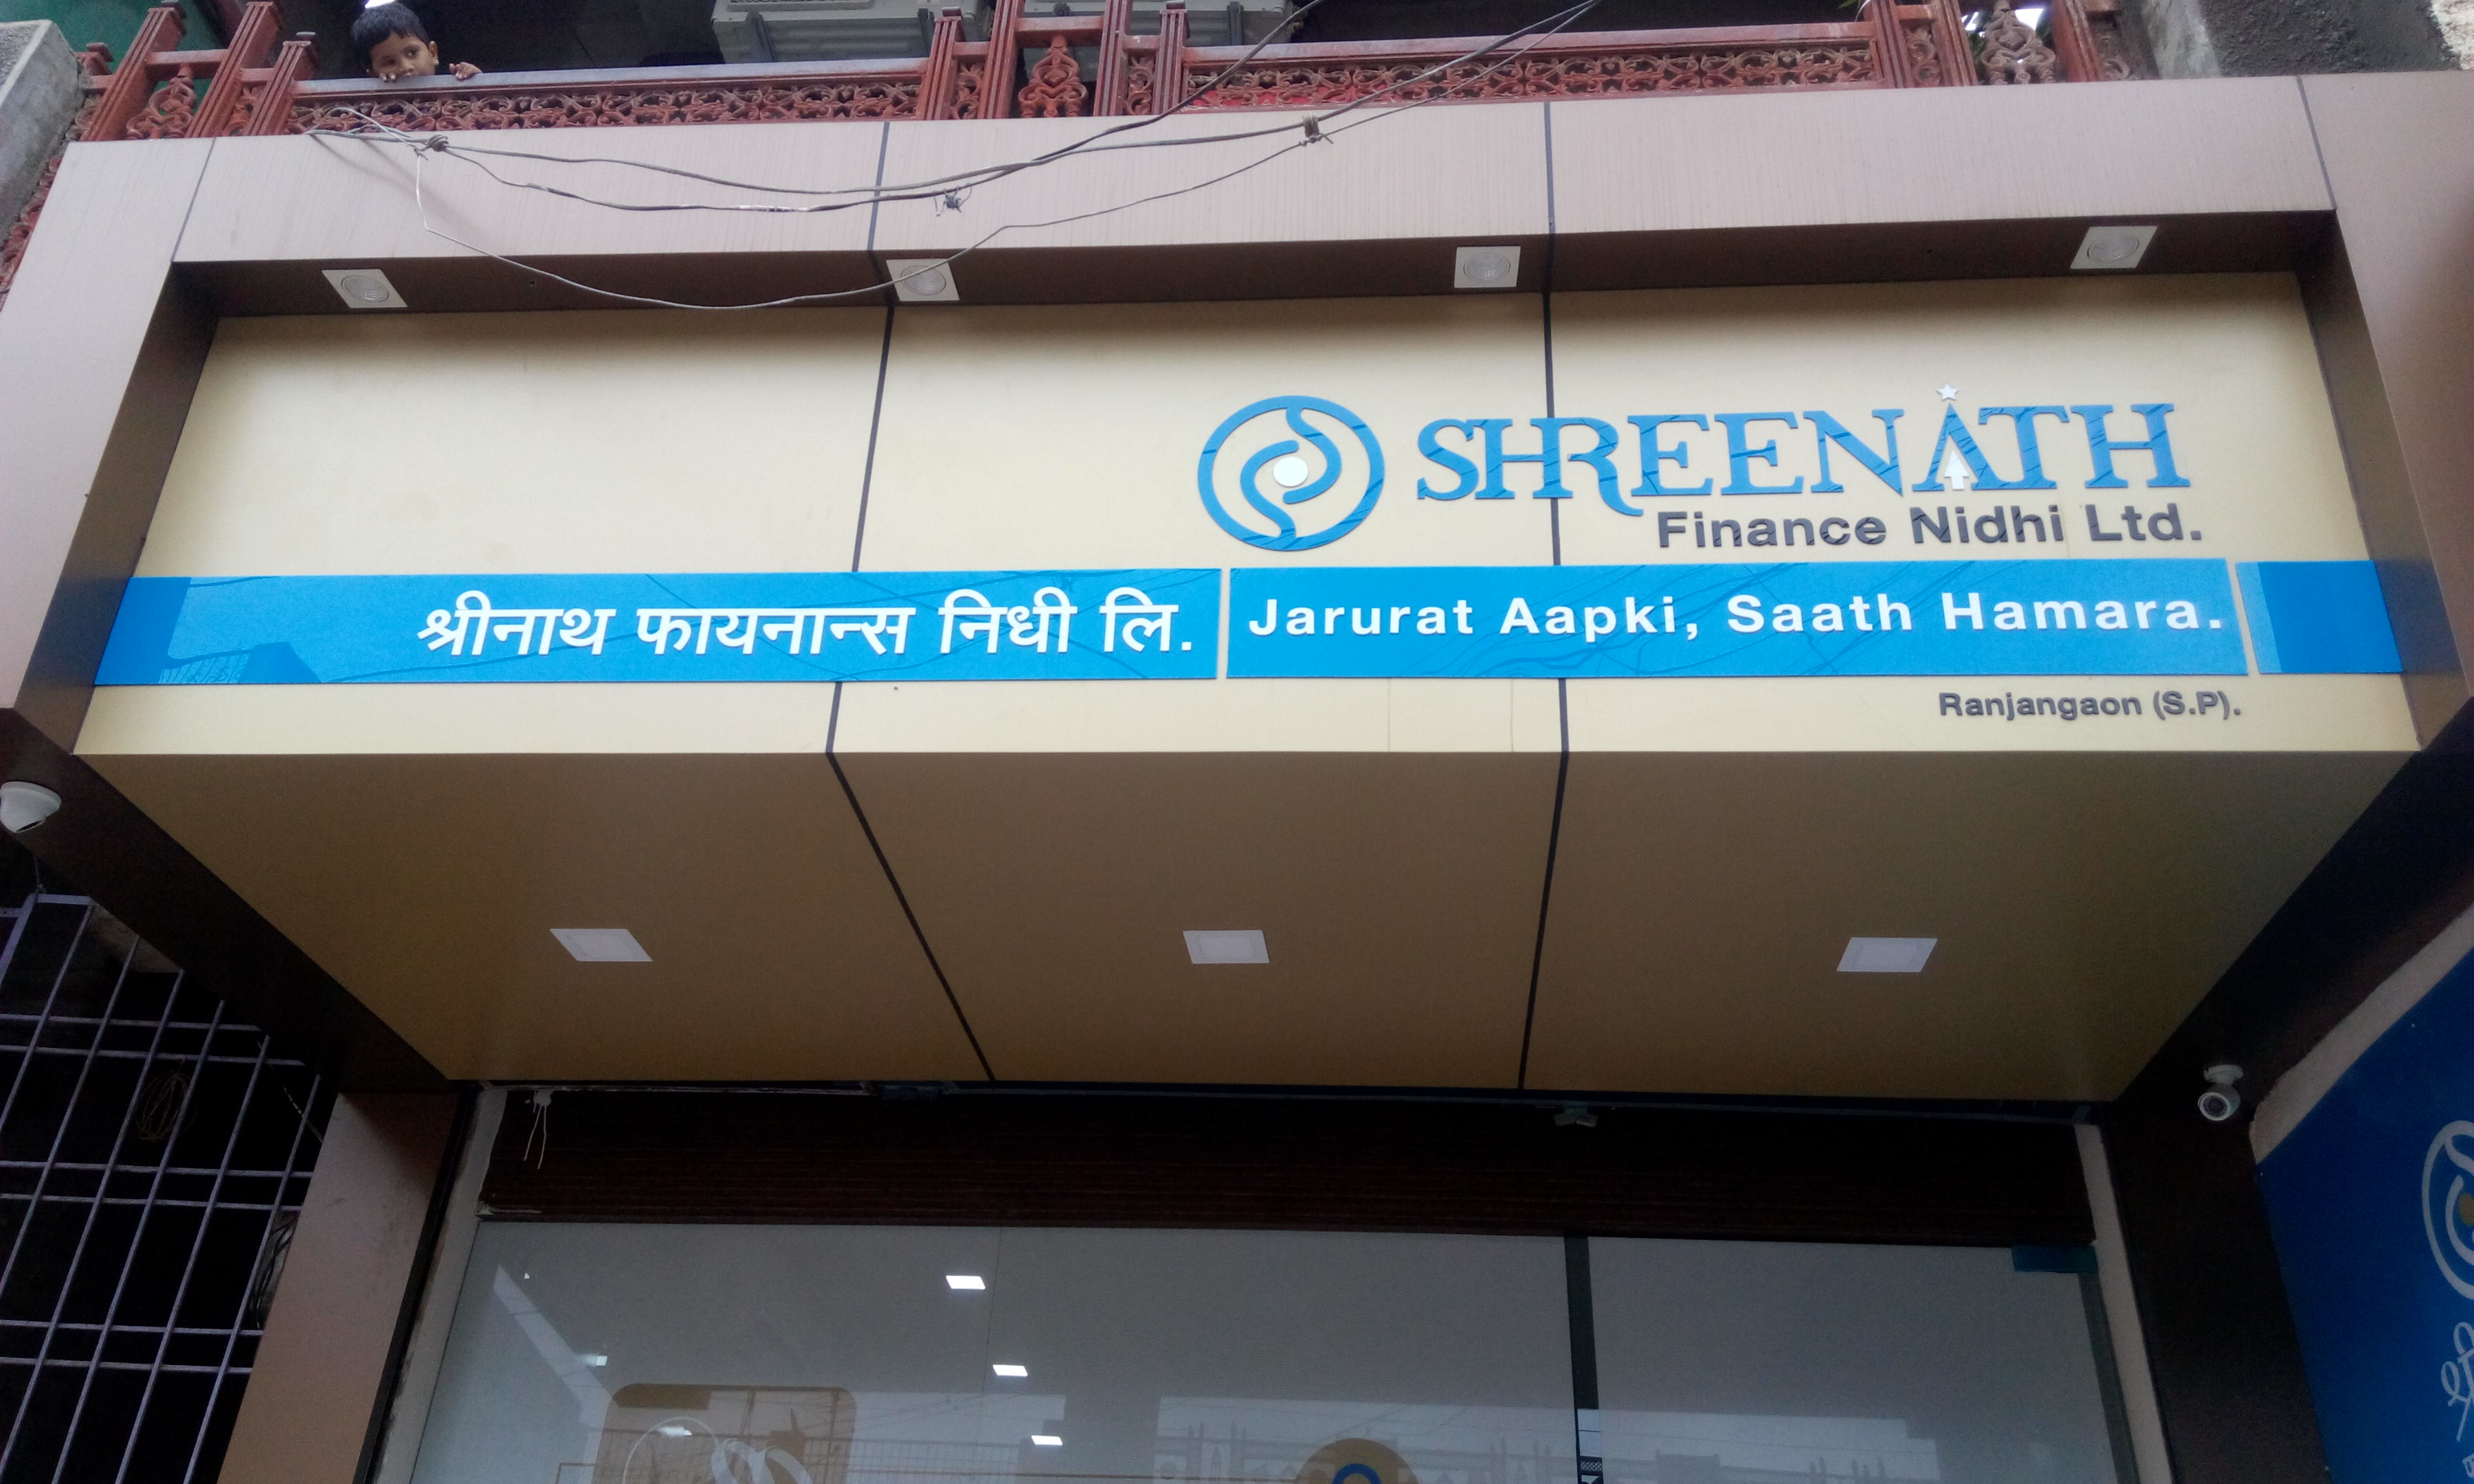 SHREENATH
Finance Nidhi Ltd.
श्रीनाथ फायनान्स निधी लि.
Jarurat Aapki, Saath Hamara.
Ranjangaon (S.P).